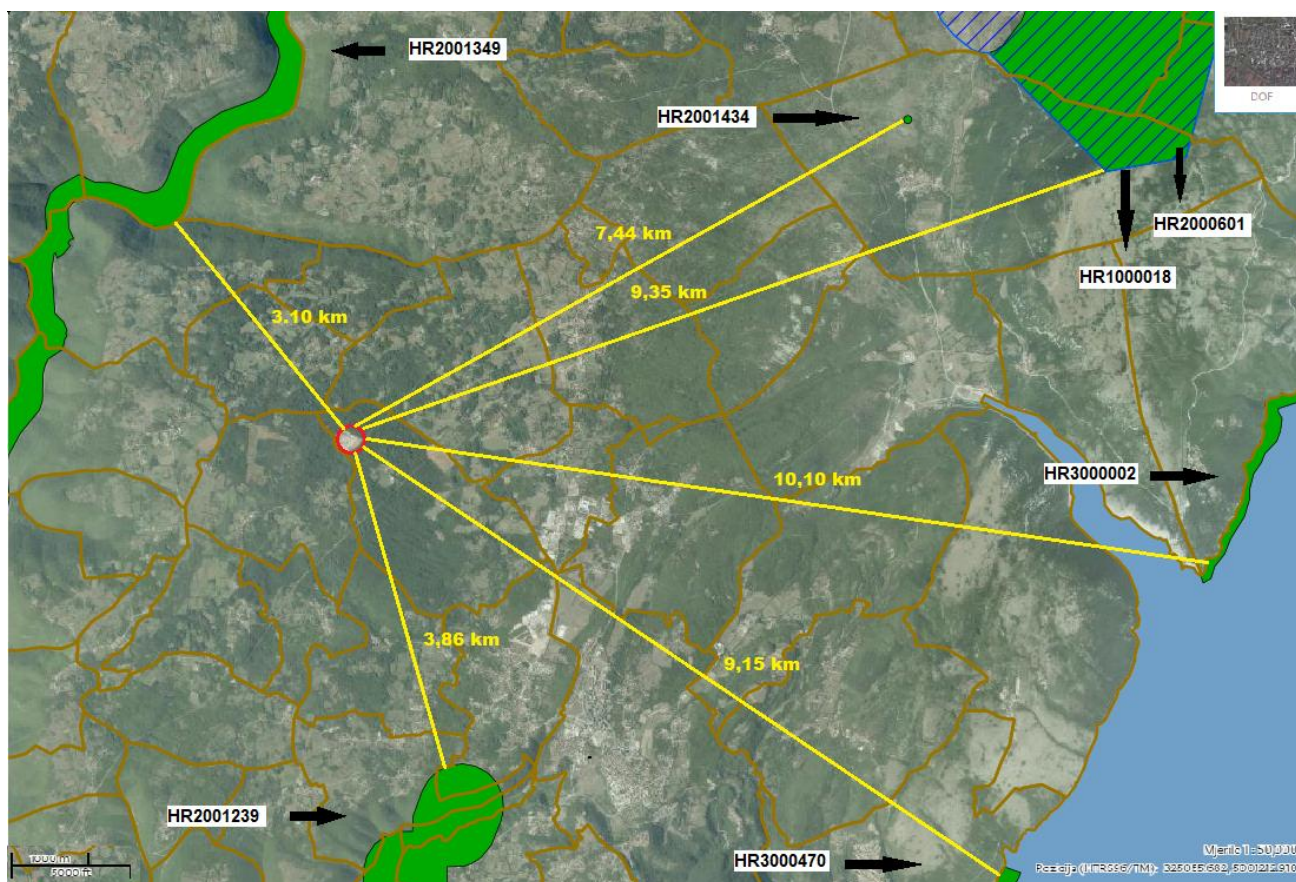 HR2001349
DOF
HR2001434
HR2000601
7,44 km
HR1000018
9,35 km
3.10 km
HR3000002
10,10 km
3,86 km
9,15 km
HR2001239
HR3000470
1000 m
5000 ft